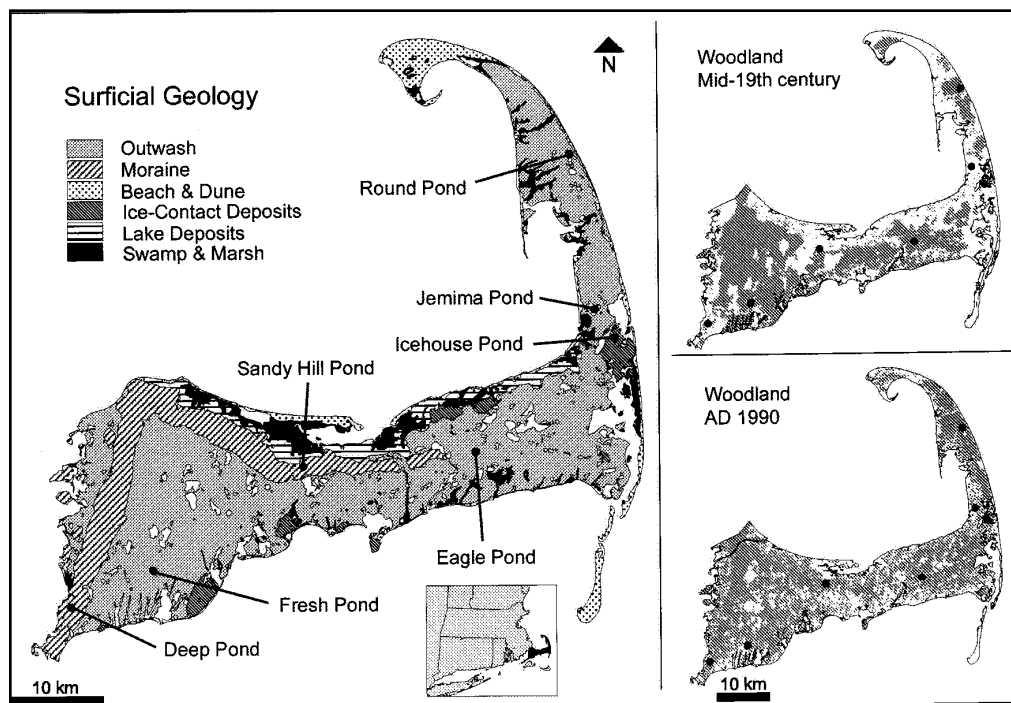 Surficial Geology
Outwash
Moraine
Beach & Dune
Ice-Contact Deposits
Lake Deposits
Swamp & Marsh
N
Round Pond
Jemima Pond
Icehouse Pond
Sandy Hill Pond
Eagle Pond
Fresh Pond
Deep Pond
10 km
Woodland
Mid-19th century
Woodland
AD 1990
10 km